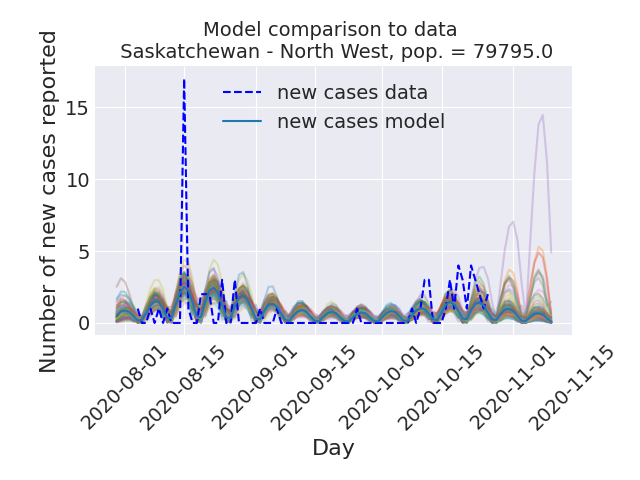 Model comparison to data
Saskatchewan - North West, pop. = 79795.0
Number of new cases reported
15
10
5
0
new cases data
new cases model
2020-08-01
2020-08-15
2020-09-01
2020-09-15
2020-10-01
2020-10-15
2020-11-01
2020-11-15
Day